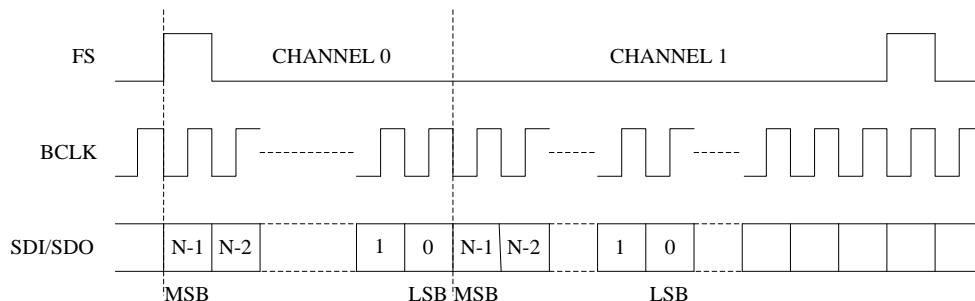 FS
CHANNEL 0
CHANNEL 1
BCLK
SDI/SDO
N-1
N-2
1
0
N-1
N-2
1
0
MSB
LSB
MSB
LSB